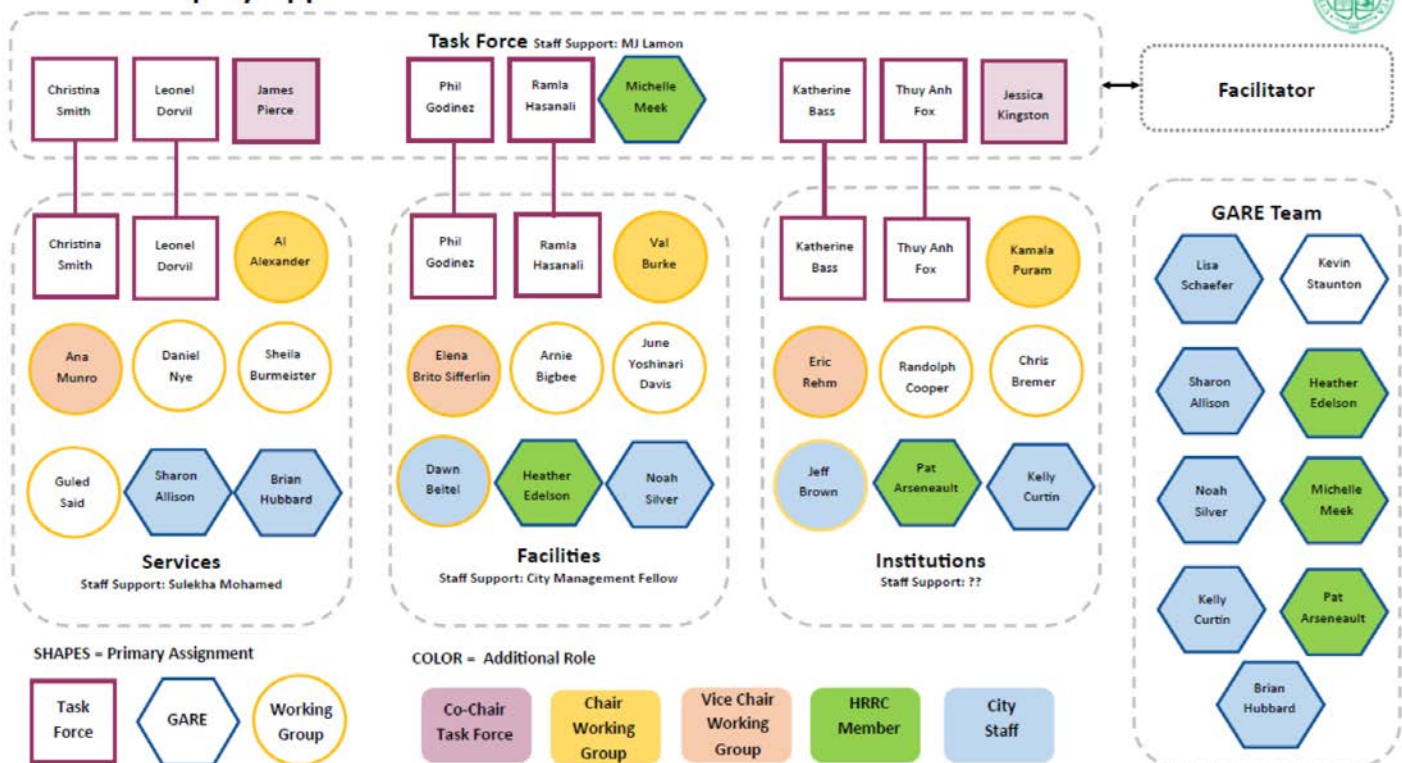 Task Force Staff Support: MJ Lamon
Christina
Smith
Leonel
Dorvil
James
Pierce
Phil
Godinez
Ramla
Hasanali
Michelle
Meek
Katherine
Bass
Thuy Anh
Fox
Jessica
Kingston
Facilitator
Christina
Smith
Leonel
Dorvil
Al
Alexander
Ana
Munro
Daniel
Nye
Sheila
Burmeister
Guled
Said
Sharon
Allison
Brian
Hubbard
Services
Staff Support: Sulekha Mohamed
Phil
Godinez
Ramla
Hasanali
Val
Burke
Elena
Brito Sifferlin
Arnie
Bigbee
June
Yoshinari
Davis
Dawn
Beitel
Heather
Edelson
Noah
Silver
Facilities
Staff Support: City Management Fellow
Katherine
Bass
Thuy Anh
Fox
Kamala
Puram
Eric
Rehm
Randolph
Cooper
Chris
Bremer
Jeff
Brown
Pat
Arseneault
Kelly
Curtin
Institutions
Staff Support: ??
GARE Team
Lisa
Schaefer
Kevin
Staunton
Sharon
Allison
Heather
Edelson
Noah
Silver
Michelle
Meek
Kelly
Curtin
Pat
Arseneault
Brian
Hubbard
SHAPES = Primary Assignment
Task
Force
GARE
Working
Group
COLOR = Additional Role
Co-Chair
Task Force
Chair
Working
Group
Vice Chair
Working
Group
HRRC
Member
City
Staff